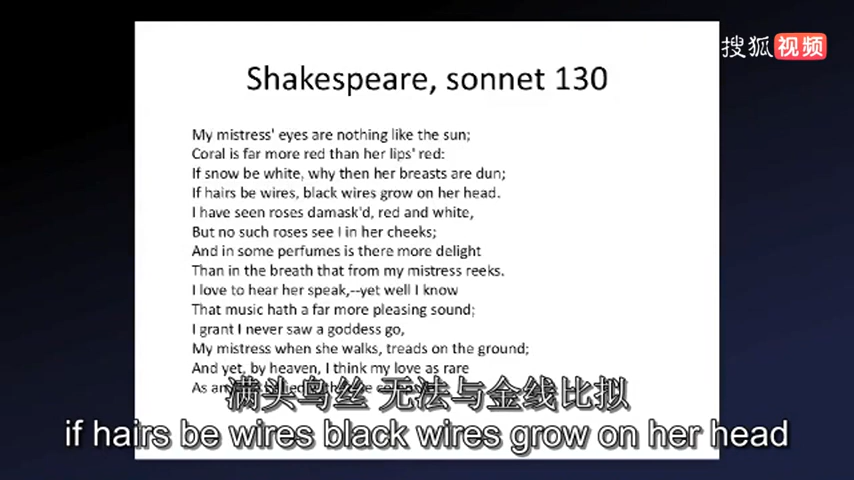 搜狐视频
Shakespeare, sonnet 130
My mistress' eyes are nothing like the sun;
Coral is far more red than her lips' red:
If snow be white, why then her breasts are dun;
If hairs be wires, black wires grow on her head.
I have seen roses damask'd, red and white,
But no such roses see I in her cheeks;
And in some perfumes is there more delight
Than in the breath that from my mistress reeks.
I love to hear her speak,--yet well I know
That music hath a far more pleasing sound;
I grant I never saw a goddess go,
My mistress when she walks, treads on the ground;
And yet, by heaven, I think my love as rare
As
满头乌丝 无法与金线比拟
if hairs be wires black wires grow on her head